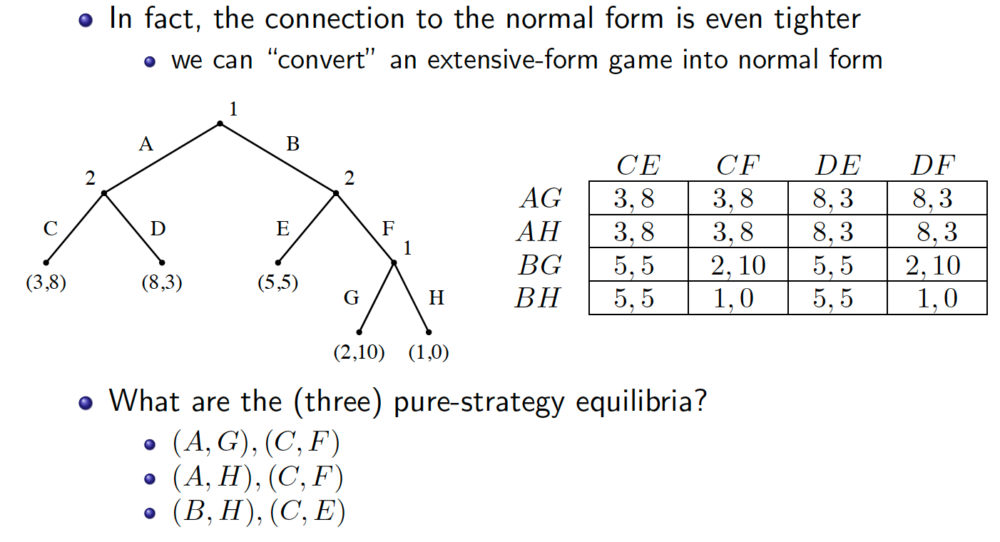 In fact, the connection to the normal form is even tighter
we can “convert” an extensive-form game into normal form
1
A B
2 2
C D E F
1
(3,8) (8,3) (5,5)
G H
(2,10) (1,0)
CE CF DE DF
AG 3, 8 3, 8 8, 3 8, 3
AH 3, 8 3, 8 8, 3 8, 3
BG 5, 5 2, 10 5, 5 2, 10
BH 5, 5 1, 0 5, 5 1, 0
What are the (three) pure-strategy equilibria?
(A, G), (C, F)
(A, H), (C, F)
(B, H), (C, E)